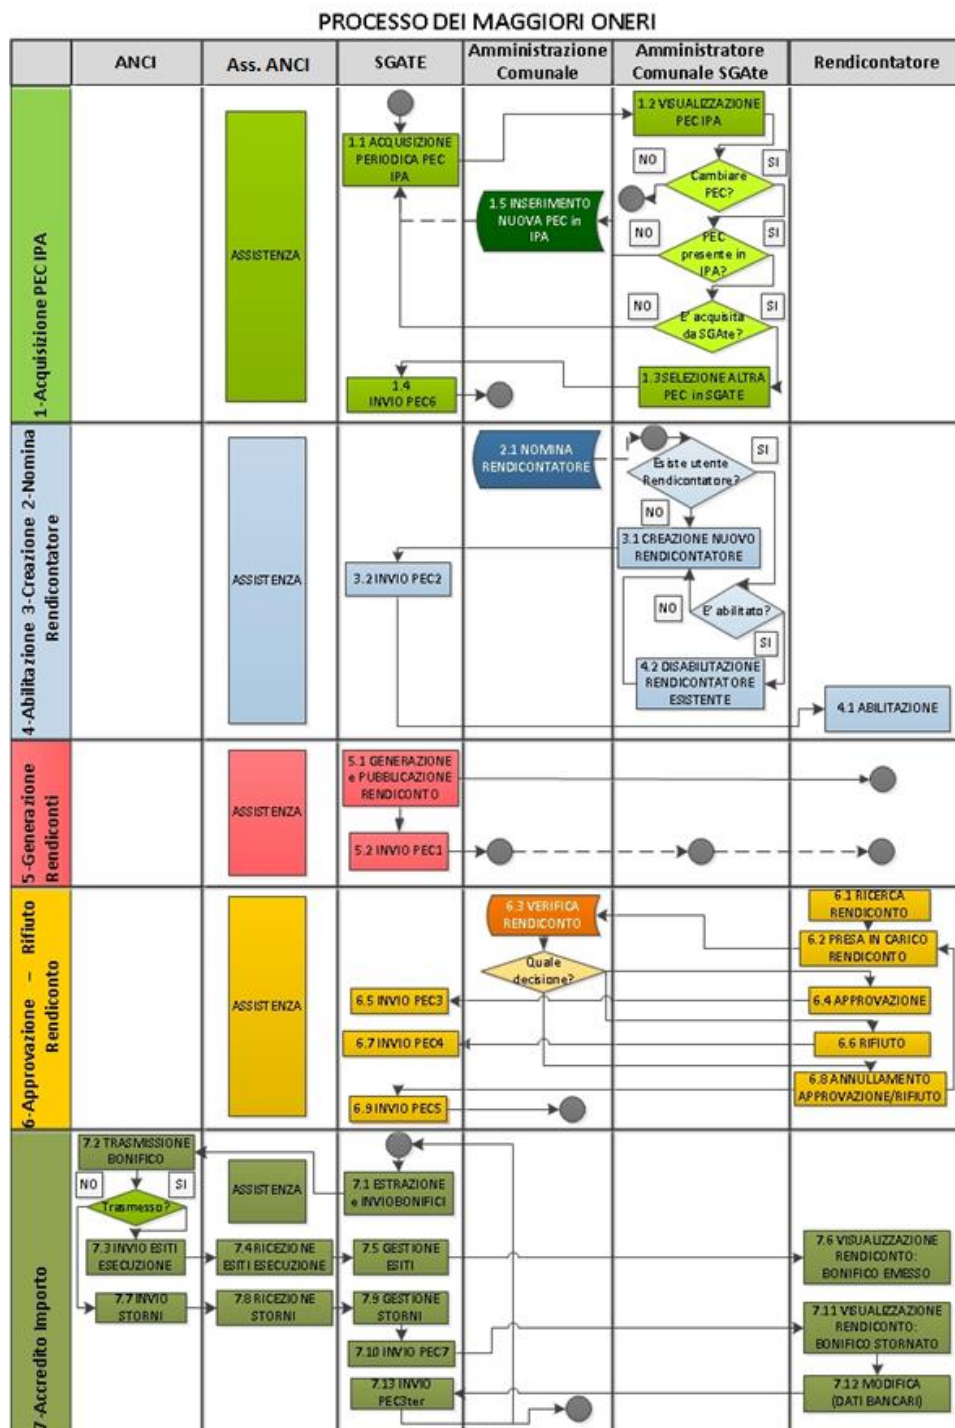 PROCESSO DEI MAGGIORI ONERI
ANCI
Ass. ANCI
SGATE
Amministrazione
Comunale
Amministratore
Comunale SGAte
Rendicontatore
1-Acquisizione PEC IPA
ASSISTENZA
1.1 ACQUISIZIONE
PERIODICA PEC
IPA
1.2 VISUALIZZAZIONE
PEC IPA
NO
SI
Cambiare
PEC?
1.5 INSERIMENTO
NUOVA PEC in
IPA
NO
SI
PEC
presente in
IPA?
NO
SI
E' acquisita
da SGAte?
1.3 SELEZIONE ALTRA
PEC in SGATE
1.4
INVIO PEC6
4-Abilitazione 3-Creazione 2-Nomina
Rendicontatore
ASSISTENZA
2.1 NOMINA
RENDICONTATORE
SI
Esiste utente
Rendicontatore?
NO
3.1 CREAZIONE NUOVO
RENDICONTATORE
3.2 INVIO PEC2
NO
E' abilitato?
SI
4.2 DISABILITAZIONE
RENDICONTATORE
ESISTENTE
4.1 ABILITAZIONE
5-Generazione
Rendiconti
ASSISTENZA
5.1 GENERAZIONE
e PUBBLICAZIONE
RENDICONTO
5.2 INVIO PEC1
6-Approvazione – Rifiuto
Rendiconto
ASSISTENZA
6.1 RICERCA
RENDICONTO
6.3 VERIFICA
RENDICONTO
6.2 PRESA IN CARICO
RENDICONTO
Quale
decisione?
6.5 INVIO PEC3
6.4 APPROVAZIONE
6.7 INVIO PEC4
6.6 RIFIUTO
6.8 ANNULLAMENTO
APPROVAZIONE/RIFIUTO
6.9 INVIO PEC5
7-Accredito Importo
7.2 TRASMISSIONE
BONIFICO
ASSISTENZA
7.1 ESTRAZIONE
e INVIOBONIFICI
NO
SI
Trasmesso?
7.3 INVIO ESITI
ESECUZIONE
7.4 RICEZIONE
ESITI ESECUZIONE
7.5 GESTIONE
ESITI
7.6 VISUALIZZAZIONE
RENDICONTO:
BONIFICO EMESSO
7.7 INVIO
STORNI
7.8 RICEZIONE
STORNI
7.9 GESTIONE
STORNI
7.10 INVIO PEC7
7.11 VISUALIZZAZIONE
RENDICONTO:
BONIFICO STORNATO
7.13 INVIO
PEC3ter
7.12 MODIFICA
(DATI BANCARI)